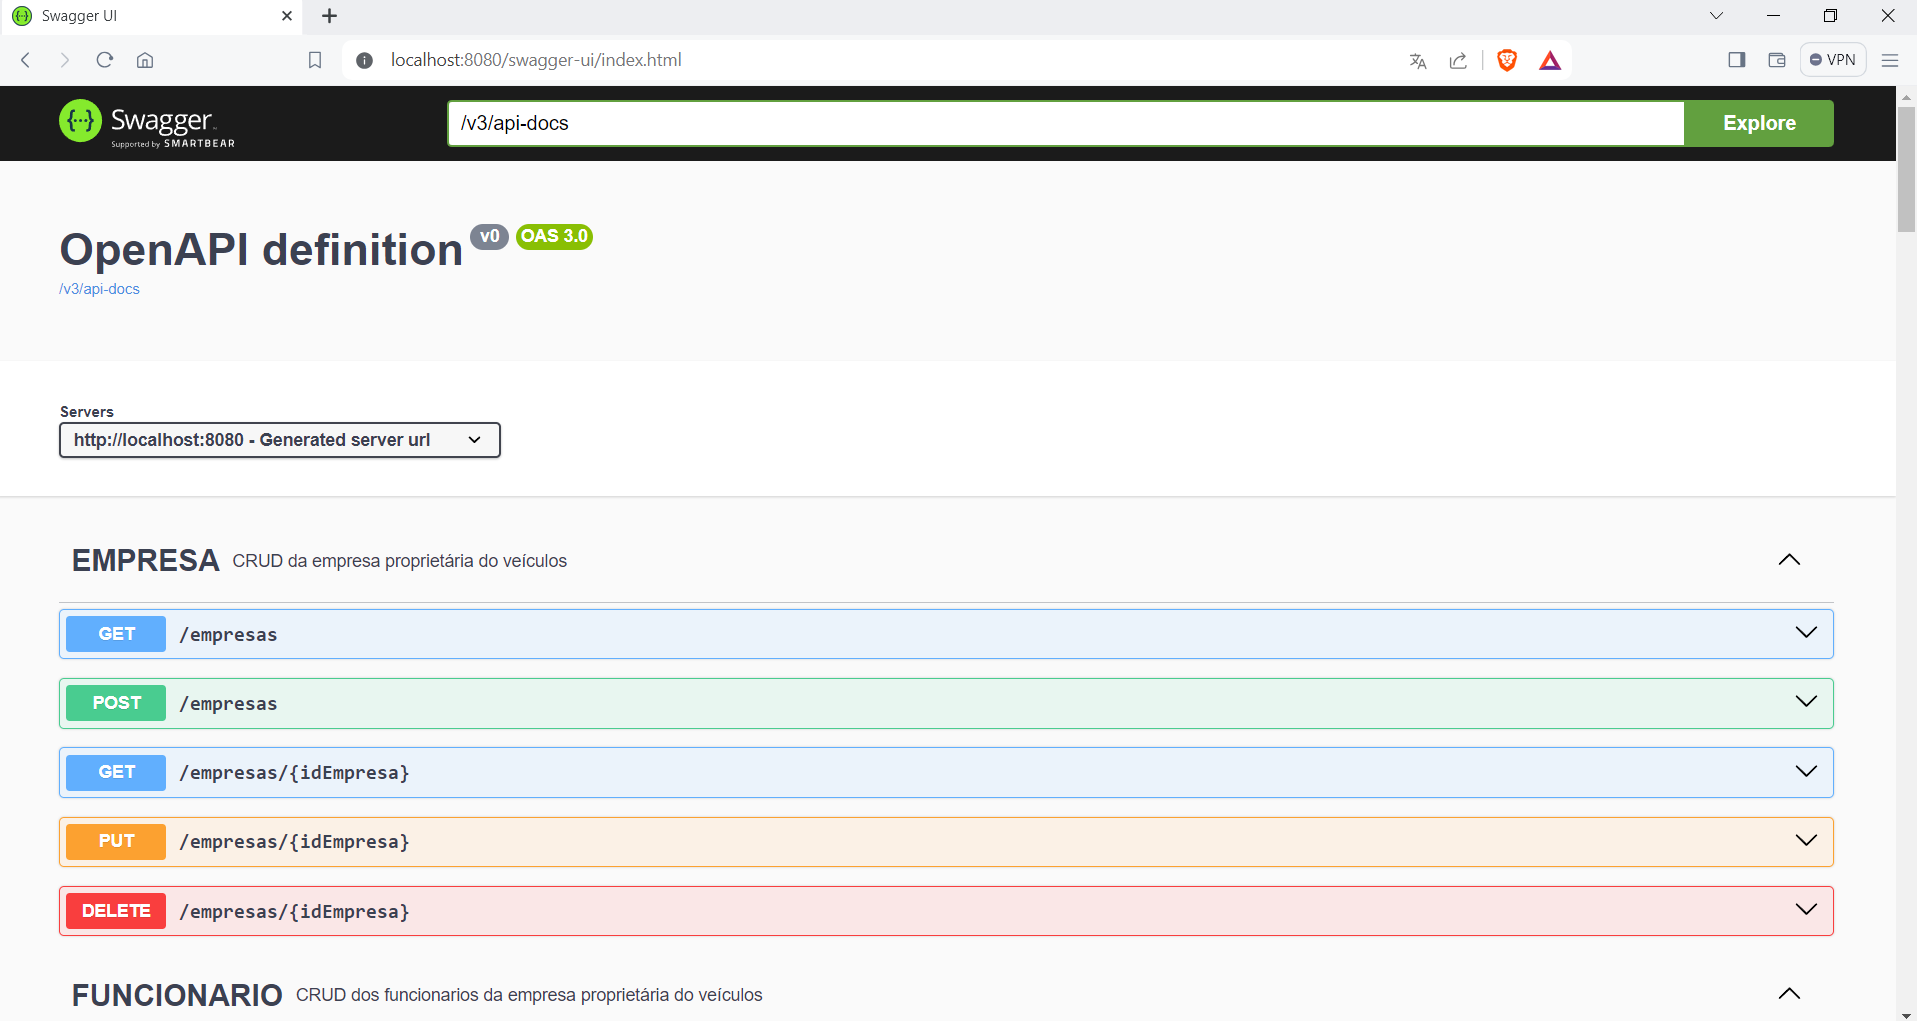 Swagger UI
localhost:8080/swagger-ui/index.html
VPN
{···} Swagger
Supported by SMARTBEAR
/v3/api-docs
Explore
OpenAPI definition v0 OAS 3.0
/v3/api-docs
Servers
http://localhost:8080 - Generated server url
EMPRESA CRUD da empresa proprietária do veículos
GET /empresas
POST /empresas
GET /empresas/{idEmpresa}
PUT /empresas/{idEmpresa}
DELETE /empresas/{idEmpresa}
FUNCIONARIO CRUD dos funcionarios da empresa proprietária do veículos